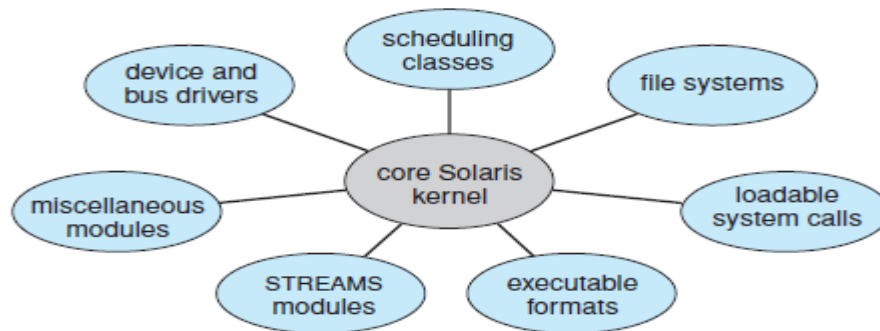 scheduling
classes
device and
bus drivers
file systems
core Solaris
kernel
miscellaneous
modules
loadable
system calls
STREAMS
modules
executable
formats